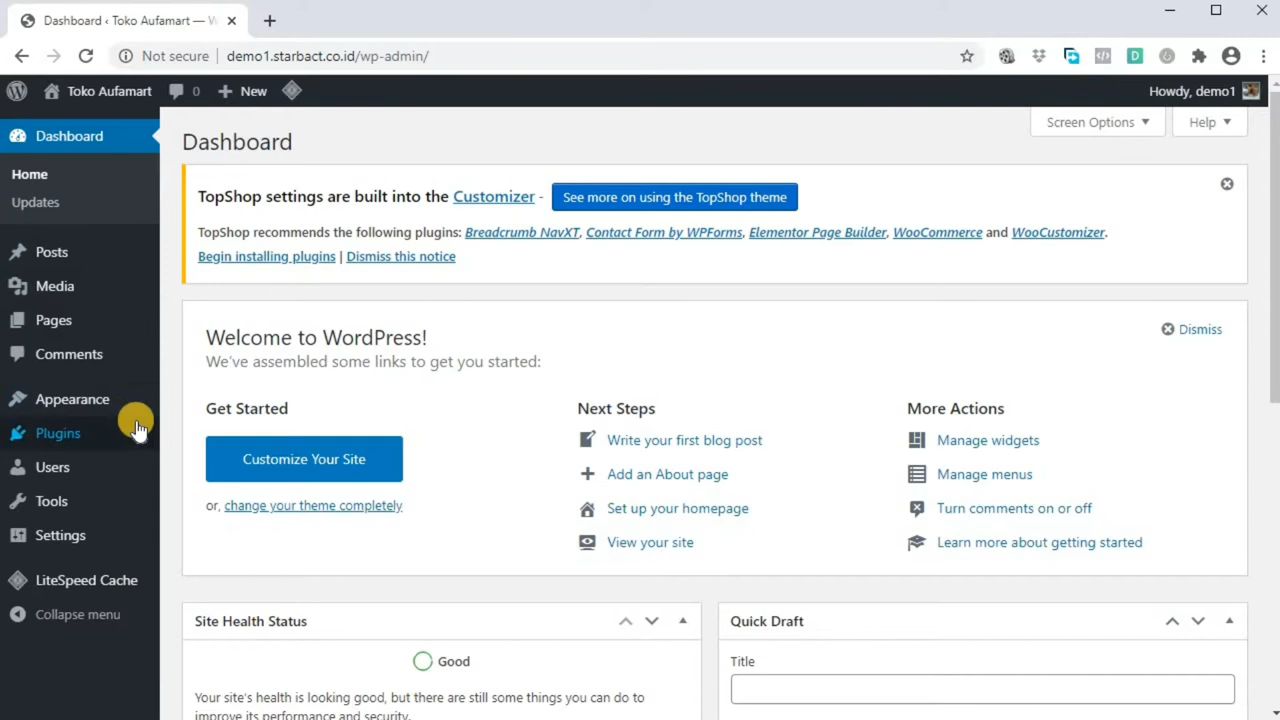 Dashboard ‹ Toko Aufamart — W
Not secure demo1.starbact.co.id/wp-admin/
Toko Aufamart 0 New Howdy, demo1
Dashboard
Home
Updates
Posts
Media
Pages
Comments
Appearance
Plugins
Users
Tools
Settings
LiteSpeed Cache
Collapse menu
Screen Options Help
Dashboard
TopShop settings are built into the Customizer - See more on using the TopShop theme
TopShop recommends the following plugins: Breadcrumb NavXT, Contact Form by WPForms, Elementor Page Builder, WooCommerce and WooCustomizer.
Begin installing plugins | Dismiss this notice
Welcome to WordPress!
Dismiss
We've assembled some links to get you started:
Get Started
Customize Your Site
or, change your theme completely
Next Steps
Write your first blog post
Add an About page
Set up your homepage
View your site
More Actions
Manage widgets
Manage menus
Turn comments on or off
Learn more about getting started
Site Health Status
Good
Your site's health is looking good, but there are still some things you can do to
improve its performance and security.
Quick Draft
Title